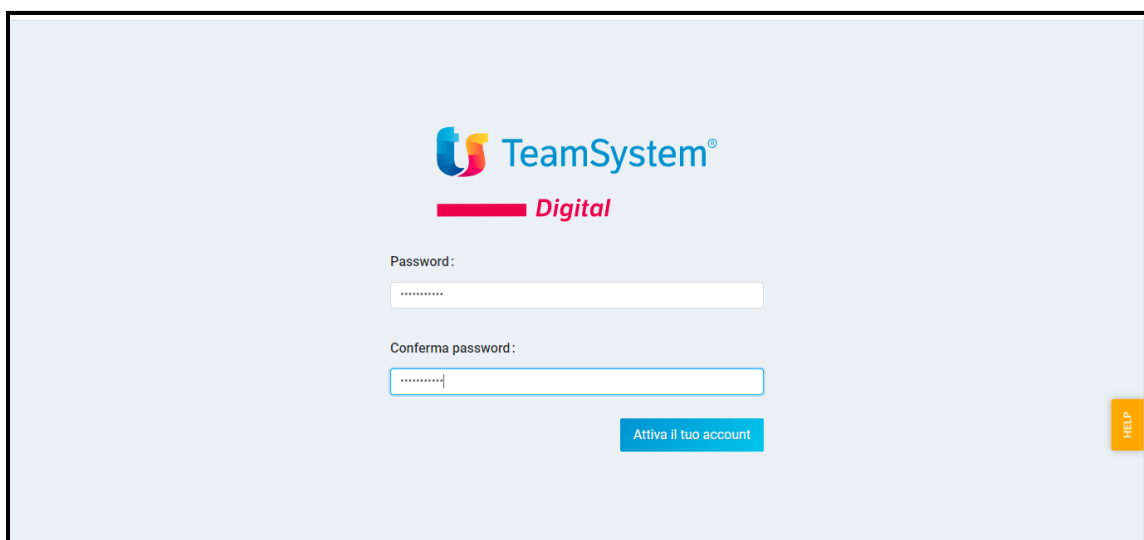 TeamSystem®
Digital
Password:
•••••••••••
Conferma password:
•••••••••••
Attiva il tuo account
HELP